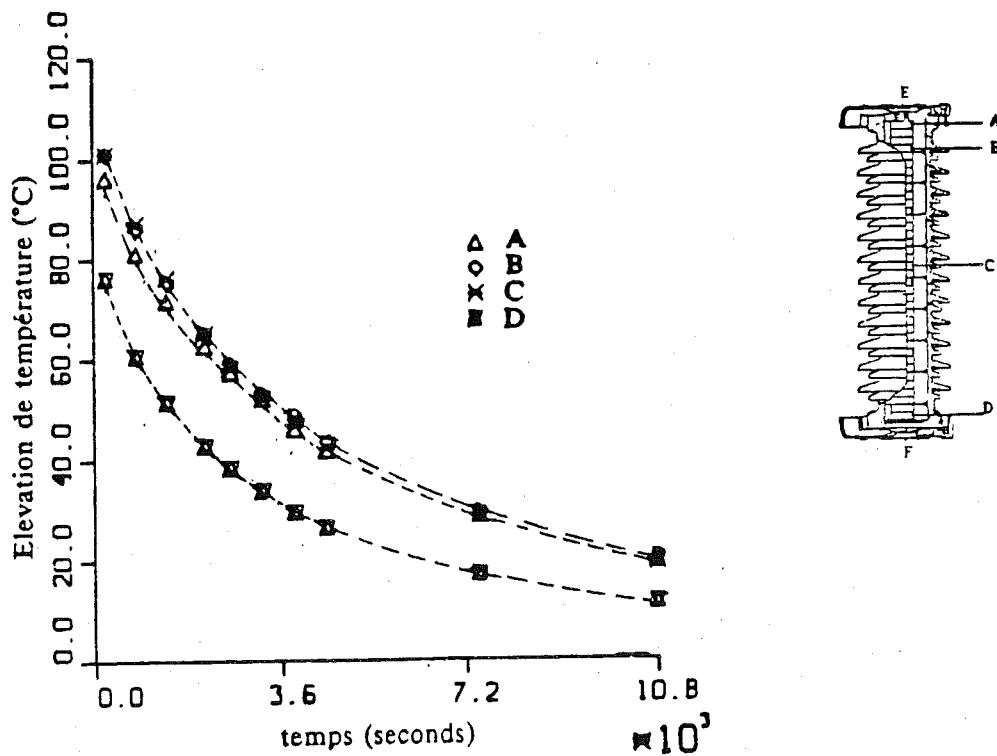 Elevation de température (°C)
120.0
100.0
80.0
60.0
40.0
20.0
0.0
A
B
C
D
0.0 3.6 7.2 10.8
temps (seconds)
×10³
E
A
B
C
D
F